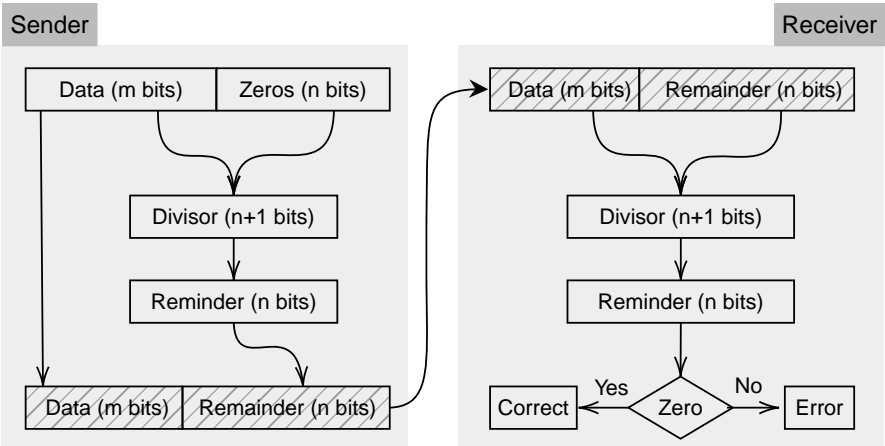 Sender
Data (m bits)
Zeros (n bits)
Divisor (n+1 bits)
Reminder (n bits)
Data (m bits)
Remainder (n bits)
Receiver
Data (m bits)
Remainder (n bits)
Divisor (n+1 bits)
Reminder (n bits)
Yes
No
Correct
Zero
Error